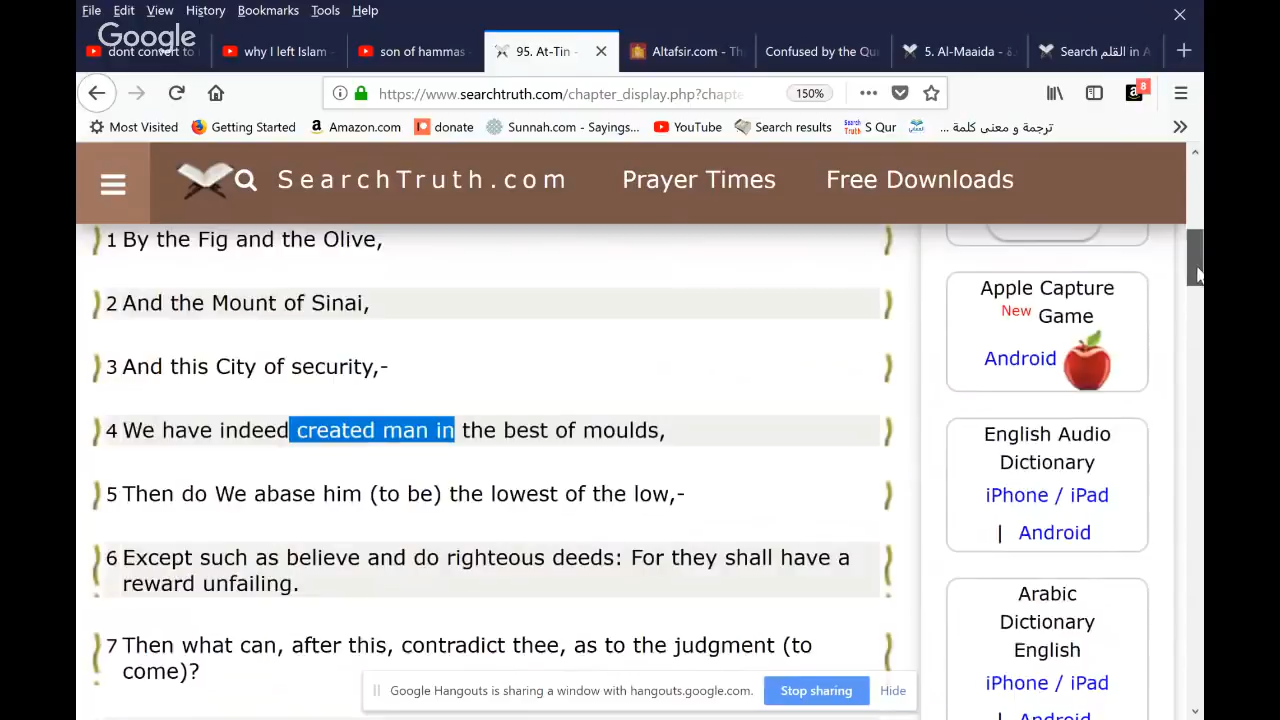 File Edit View History Bookmarks Tools Help
Google
dont convert to
why I left Islam -
son of hammas
95. At-Tin -
Altafsir.com - Th
Confused by the Qu
5. Al-Maaida - ة
Search القلم in A
https://www.searchtruth.com/chapter_display.php?chapte
150%
8
Most Visited Getting Started Amazon.com donate Sunnah.com - Sayings,... YouTube Search results S Qur ترجمة و معنى كلمة ...
SearchTruth.com Prayer Times Free Downloads
1 By the Fig and the Olive,
2 And the Mount of Sinai,
3 And this City of security,-
4 We have indeed created man in the best of moulds,
5 Then do We abase him (to be) the lowest of the low,-
6 Except such as believe and do righteous deeds: For they shall have a
reward unfailing.
7 Then what can, after this, contradict thee, as to the judgment (to
come)?
Apple Capture
New Game
Android
English Audio
Dictionary
iPhone / iPad
| Android
Arabic
Dictionary
English
iPhone / iPad
| Android
Google Hangouts is sharing a window with hangouts.google.com. Stop sharing Hide